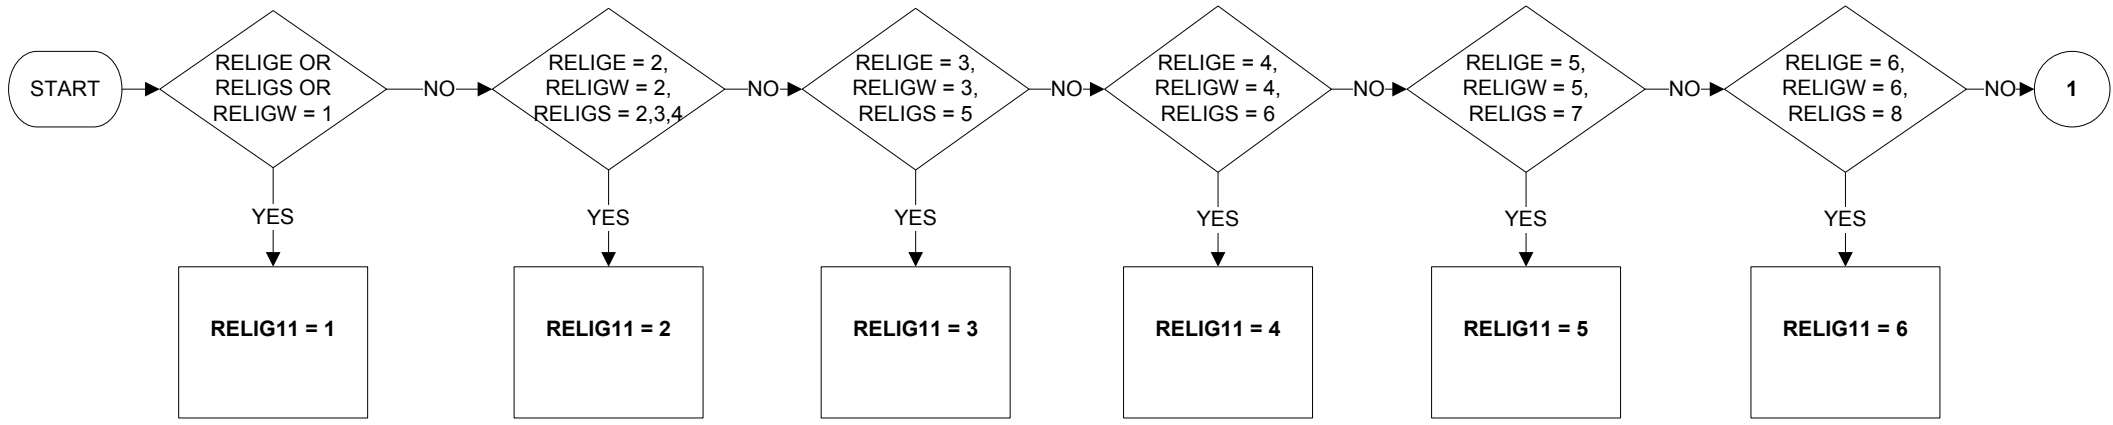 START
RELIGE OR
RELIGS OR
RELIGW = 1
NO
RELIGE = 2,
RELIGW = 2,
RELIGS = 2,3,4
NO
RELIGE = 3,
RELIGW = 3,
RELIGS = 5
NO
RELIGE = 4,
RELIGW = 4,
RELIGS = 6
NO
RELIGE = 5,
RELIGW = 5,
RELIGS = 7
NO
RELIGE = 6,
RELIGW = 6,
RELIGS = 8
NO
1
YES
YES
YES
YES
YES
YES
RELIG11 = 1
RELIG11 = 2
RELIG11 = 3
RELIG11 = 4
RELIG11 = 5
RELIG11 = 6